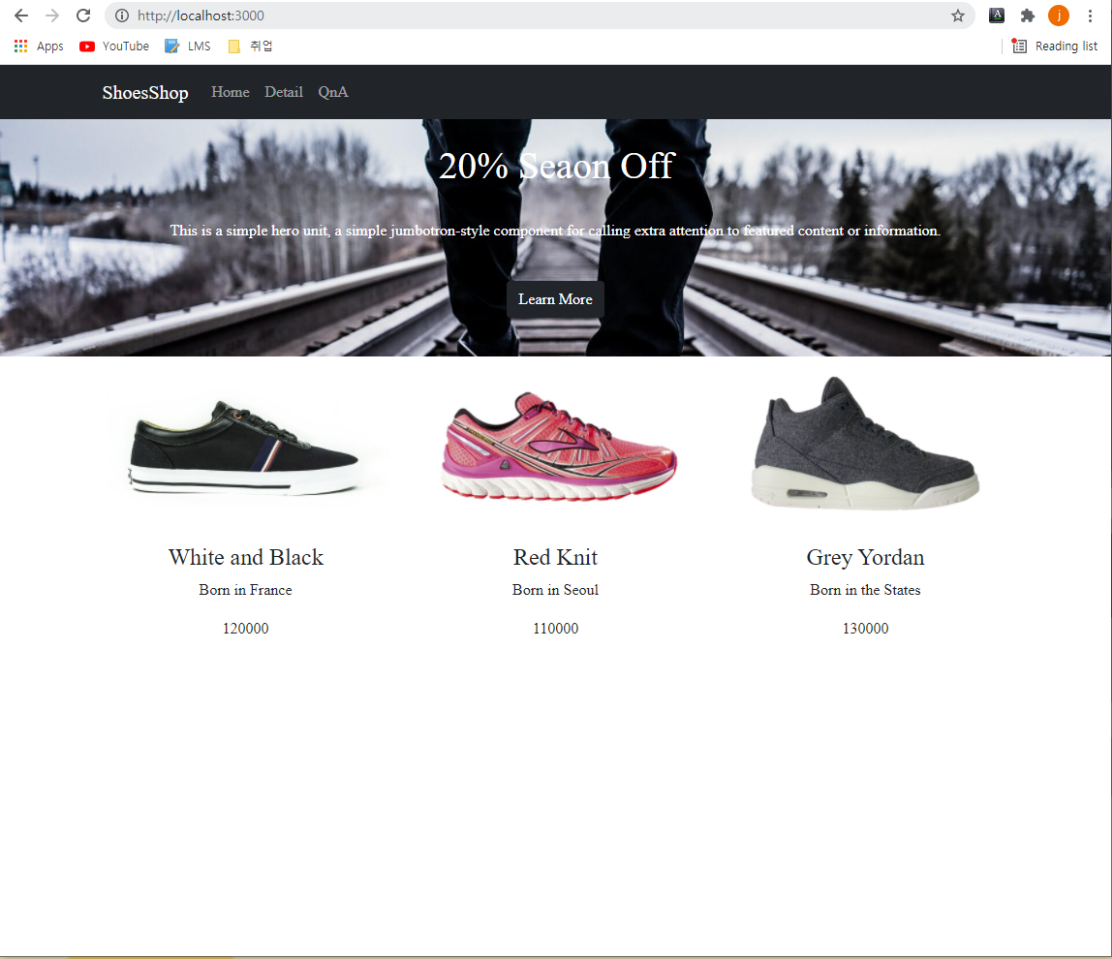 http://localhost:3000
Apps YouTube LMS 취업 Reading list
ShoesShop Home Detail QnA
20% Seaon Off
This is a simple hero unit, a simple jumbotron-style component for calling extra attention to featured content or information.
Learn More
White and Black Red Knit Grey Yordan
Born in France Born in Seoul Born in the States
120000 110000 130000